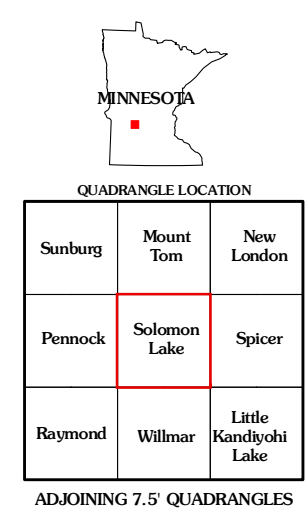 MINNESOTA
QUADRANGLE LOCATION
Sunburg
Mount
Tom
New
London
Pennock
Solomon
Lake
Spicer
Raymond
Willmar
Little
Kandiyohi
Lake
ADJOINING 7.5' QUADRANGLES